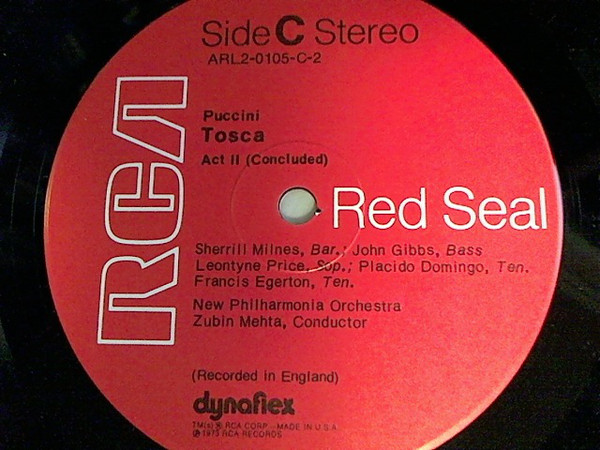 Side C Stereo
ARL2-0105-C-2
RCA
Puccini
Tosca
Act II (Concluded)
Red Seal
Sherrill Milnes, Bar.; John Gibbs, Bass
Leontyne Price, Sop.; Placido Domingo, Ten.
Francis Egerton, Ten.
New Philharmonia Orchestra
Zubin Mehta, Conductor
(Recorded in England)
dynaflex
TM(s) ® RCA CORP.—MADE IN U.S.A.
℗ 1973 RCA RECORDS